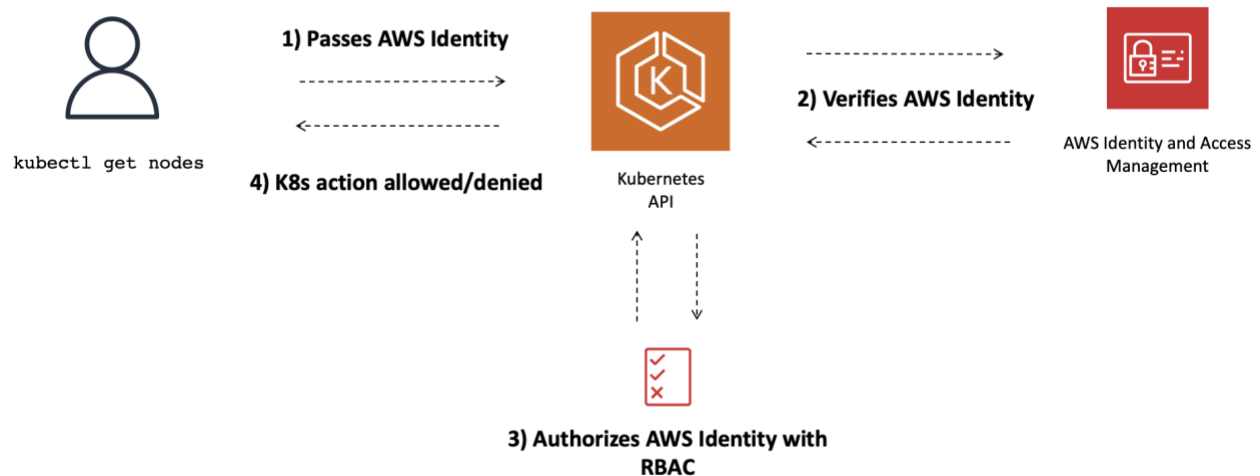 1) Passes AWS Identity
kubectl get nodes
4) K8s action allowed/denied
K
Kubernetes
API
2) Verifies AWS Identity
AWS Identity and Access
Management
3) Authorizes AWS Identity with
RBAC